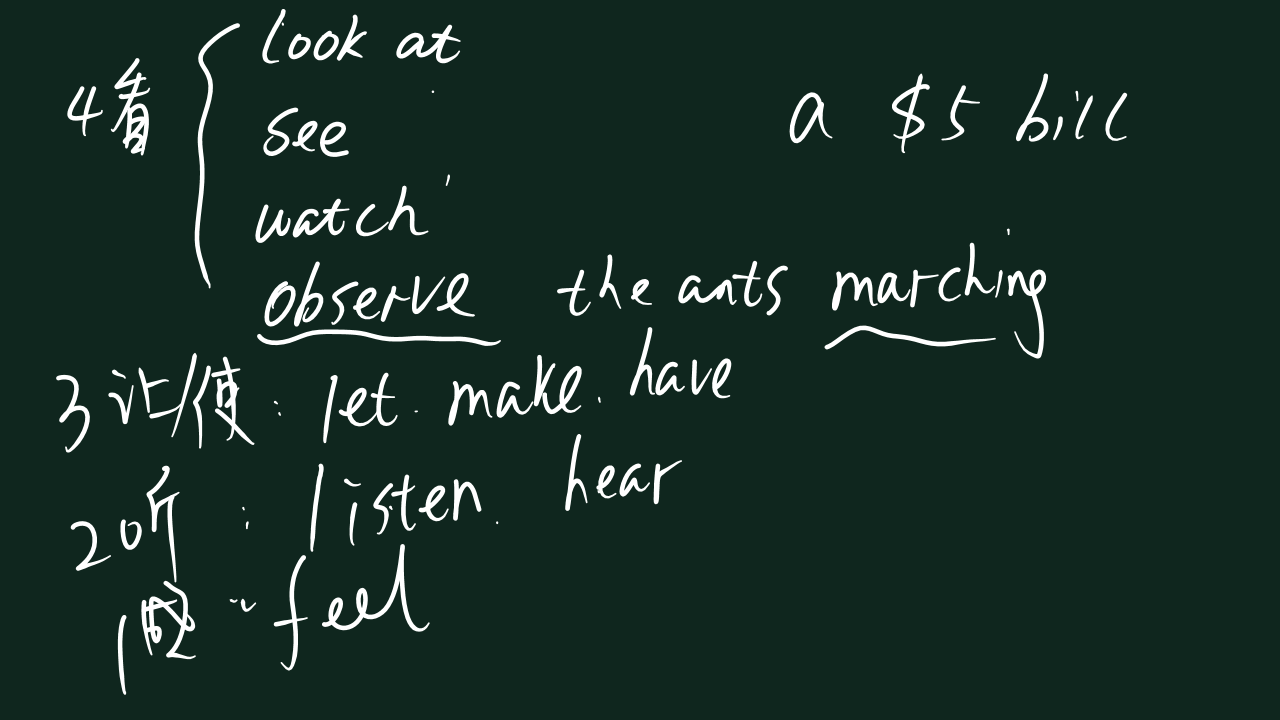 look at
4看
a $5 bill
see
watch
observe the ants marching
3让/使: let. make. have
2听: listen. hear
1感: feel